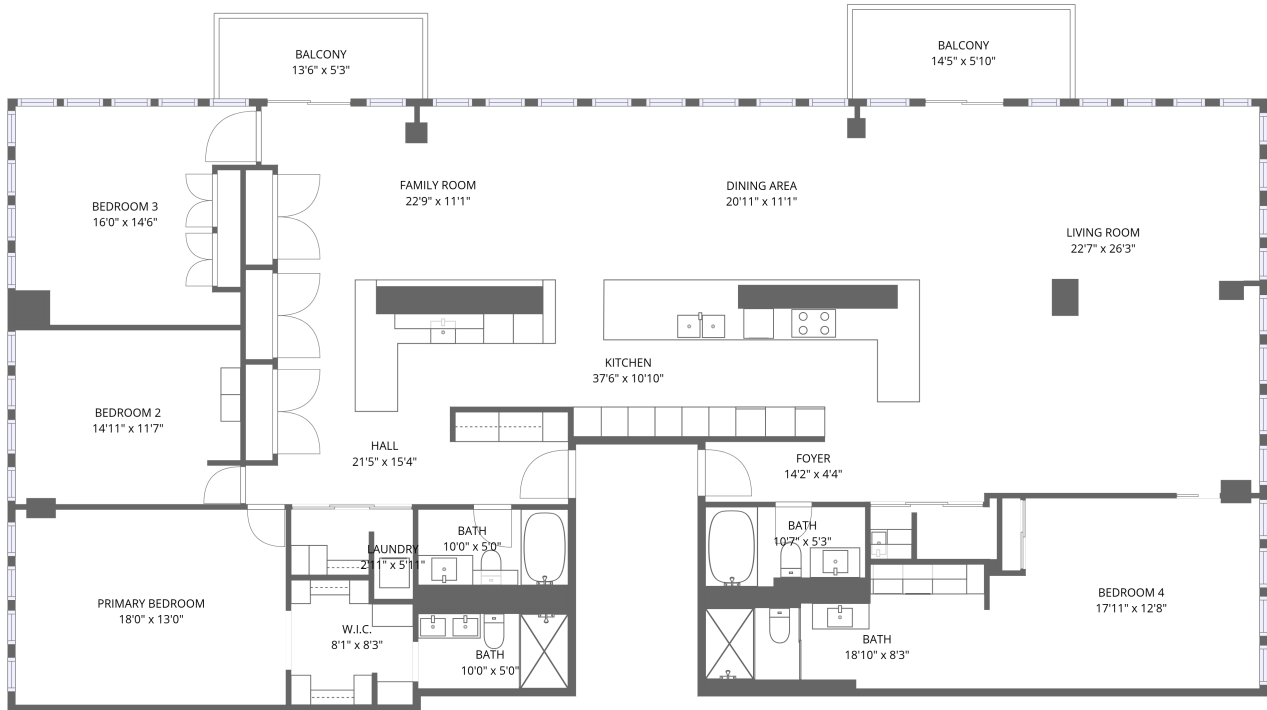 BALCONY
13'6" x 5'3"
BALCONY
14'5" x 5'10"
BEDROOM 3
16'0" x 14'6"
FAMILY ROOM
22'9" x 11'1"
DINING AREA
20'11" x 11'1"
LIVING ROOM
22'7" x 26'3"
KITCHEN
37'6" x 10'10"
BEDROOM 2
14'11" x 11'7"
HALL
21'5" x 15'4"
FOYER
14'2" x 4'4"
BATH
10'0" x 5'0"
BATH
10'7" x 5'3"
LAUNDRY
2'11" x 5'11"
PRIMARY BEDROOM
18'0" x 13'0"
W.I.C.
8'1" x 8'3"
BATH
10'0" x 5'0"
BATH
18'10" x 8'3"
BEDROOM 4
17'11" x 12'8"